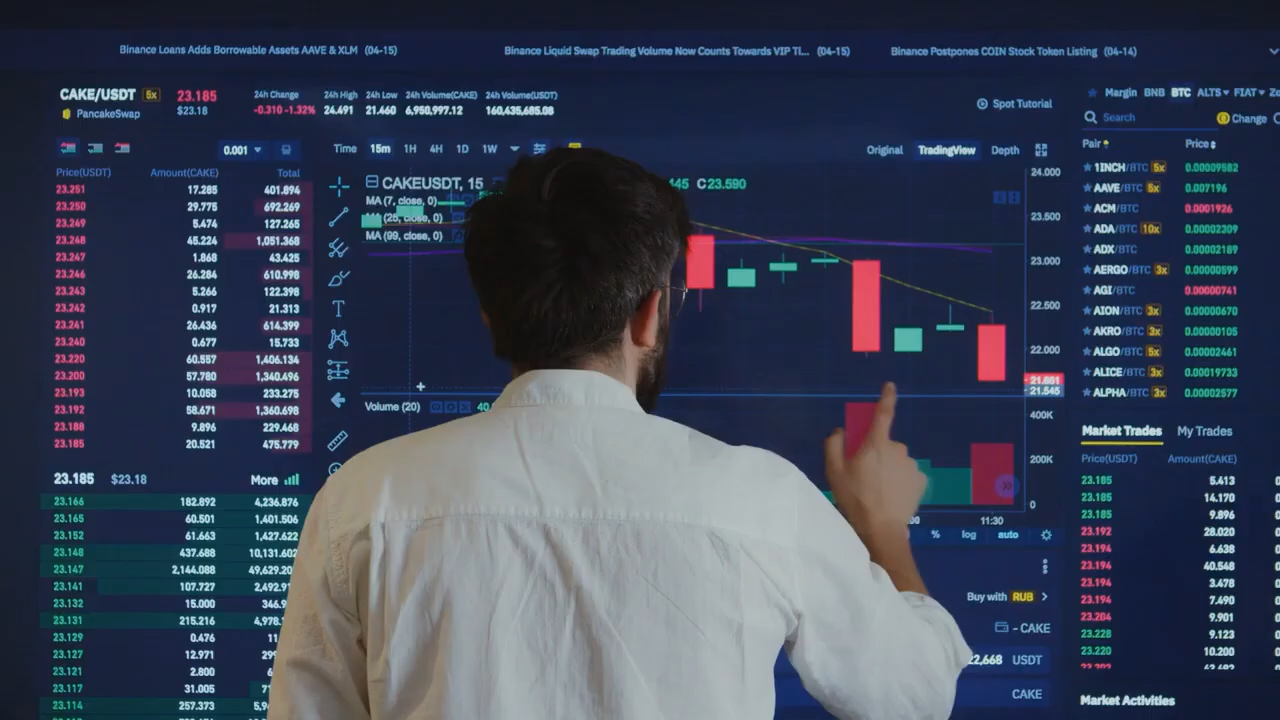 Binance Loans Adds Borrowable Assets AAVE & XLM (04-15)
Binance Liquid Swap Trading Volume Now Counts Towards VIP Ti... (04-15)
Binance Postpones COIN Stock Token Listing (04-14)
CAKE/USDT 5x 23.185
PancakeSwap $23.18
24h Change 24h High 24h Low 24h Volume(CAKE) 24h Volume(USDT)
-0.310 -1.32% 24.491 21.460 6,950,997.12 160,435,685.08
Spot Tutorial
0.001
Price(USDT) Amount(CAKE) Total
23.251 17.285 401.894
23.250 29.775 692.269
23.249 5.474 127.265
23.248 45.224 1,051.368
23.247 1.868 43.425
23.246 26.284 610.998
23.243 5.266 122.398
23.242 0.917 21.313
23.241 26.436 614.399
23.240 0.677 15.733
23.220 60.557 1,406.134
23.200 57.780 1,340.496
23.193 10.058 233.275
23.192 58.671 1,360.698
23.188 9.896 229.468
23.185 20.521 475.779
23.185 $23.18 More
23.166 182.892 4,236.876
23.165 60.501 1,401.506
23.152 61.663 1,427.622
23.148 437.688 10,131.602
23.147 2,144.088 49,629.20
23.141 107.727 2,492.91
23.132 15.000 346.9
23.131 215.216 4,978.
23.129 0.476 11
23.127 12.971 299
23.121 2.800
23.117 31.005
23.114 257.373 5,9
Time 15m 1H 4H 1D 1W
Original TradingView Depth
CAKEUSDT, 15
445 C23.590
MA (7, close, 0)
MA (25, close, 0)
MA (99, close, 0)
24.000
23.500
23.000
22.500
22.000
21.545
Volume (20) 40
400K
200K
0
11:30
% log auto
Buy with RUB
- CAKE
USDT
CAKE
Margin BNB BTC ALTS FIAT Zo
Search Change
Pair Price
1INCH/BTC 5x 0.00009582
AAVE/BTC 5x 0.007196
ACM/BTC 0.0001926
ADA/BTC 10x 0.00002309
ADX/BTC 0.00002189
AERGO/BTC 3x 0.00000599
AGI/BTC 0.00000741
AION/BTC 3x 0.00000670
AKRO/BTC 3x 0.00000105
ALGO/BTC 5x 0.00002461
ALICE/BTC 3x 0.00019733
ALPHA/BTC 3x 0.00002577
Market Trades My Trades
Price(USDT) Amount(CAKE)
23.185 5.413
23.185 14.170
23.185 9.896
23.192 28.020
23.194 6.638
23.194 40.548
23.194 3.478
23.194 7.490
23.204 9.901
23.228 9.123
23.220 10.200
Market Activities